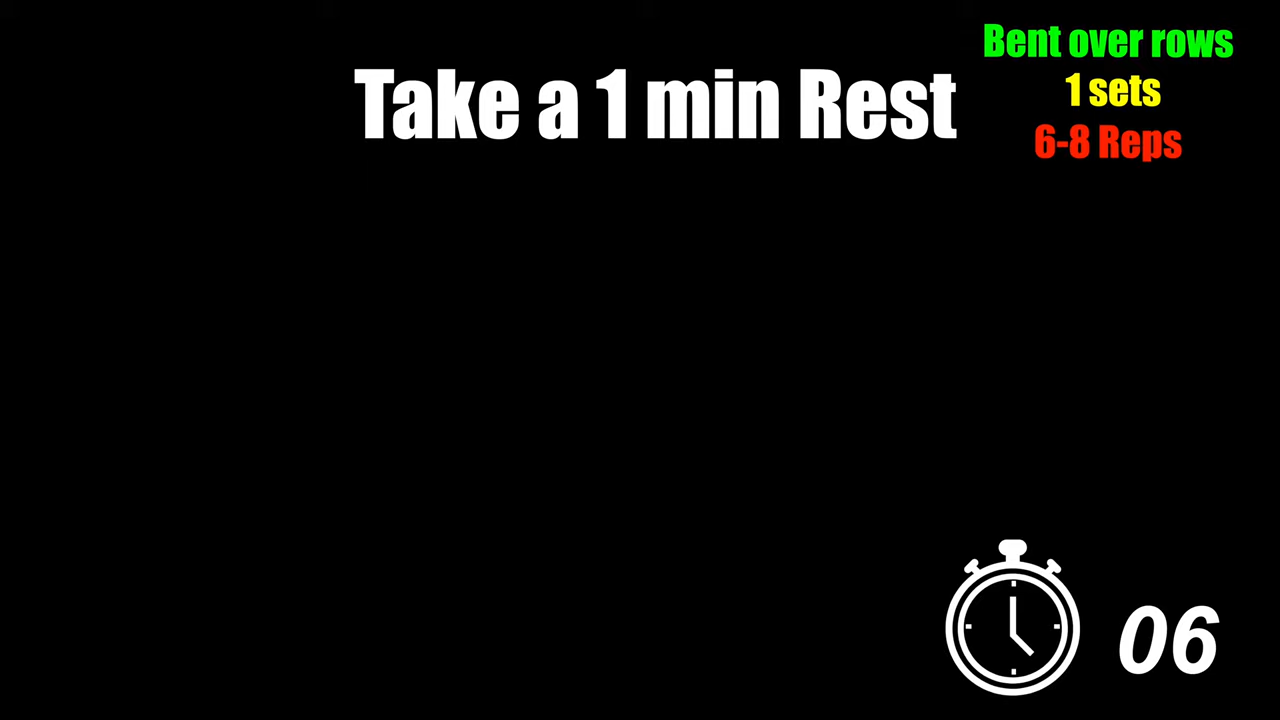 Take a 1 min Rest
Bent over rows
1 sets
6-8 Reps
06